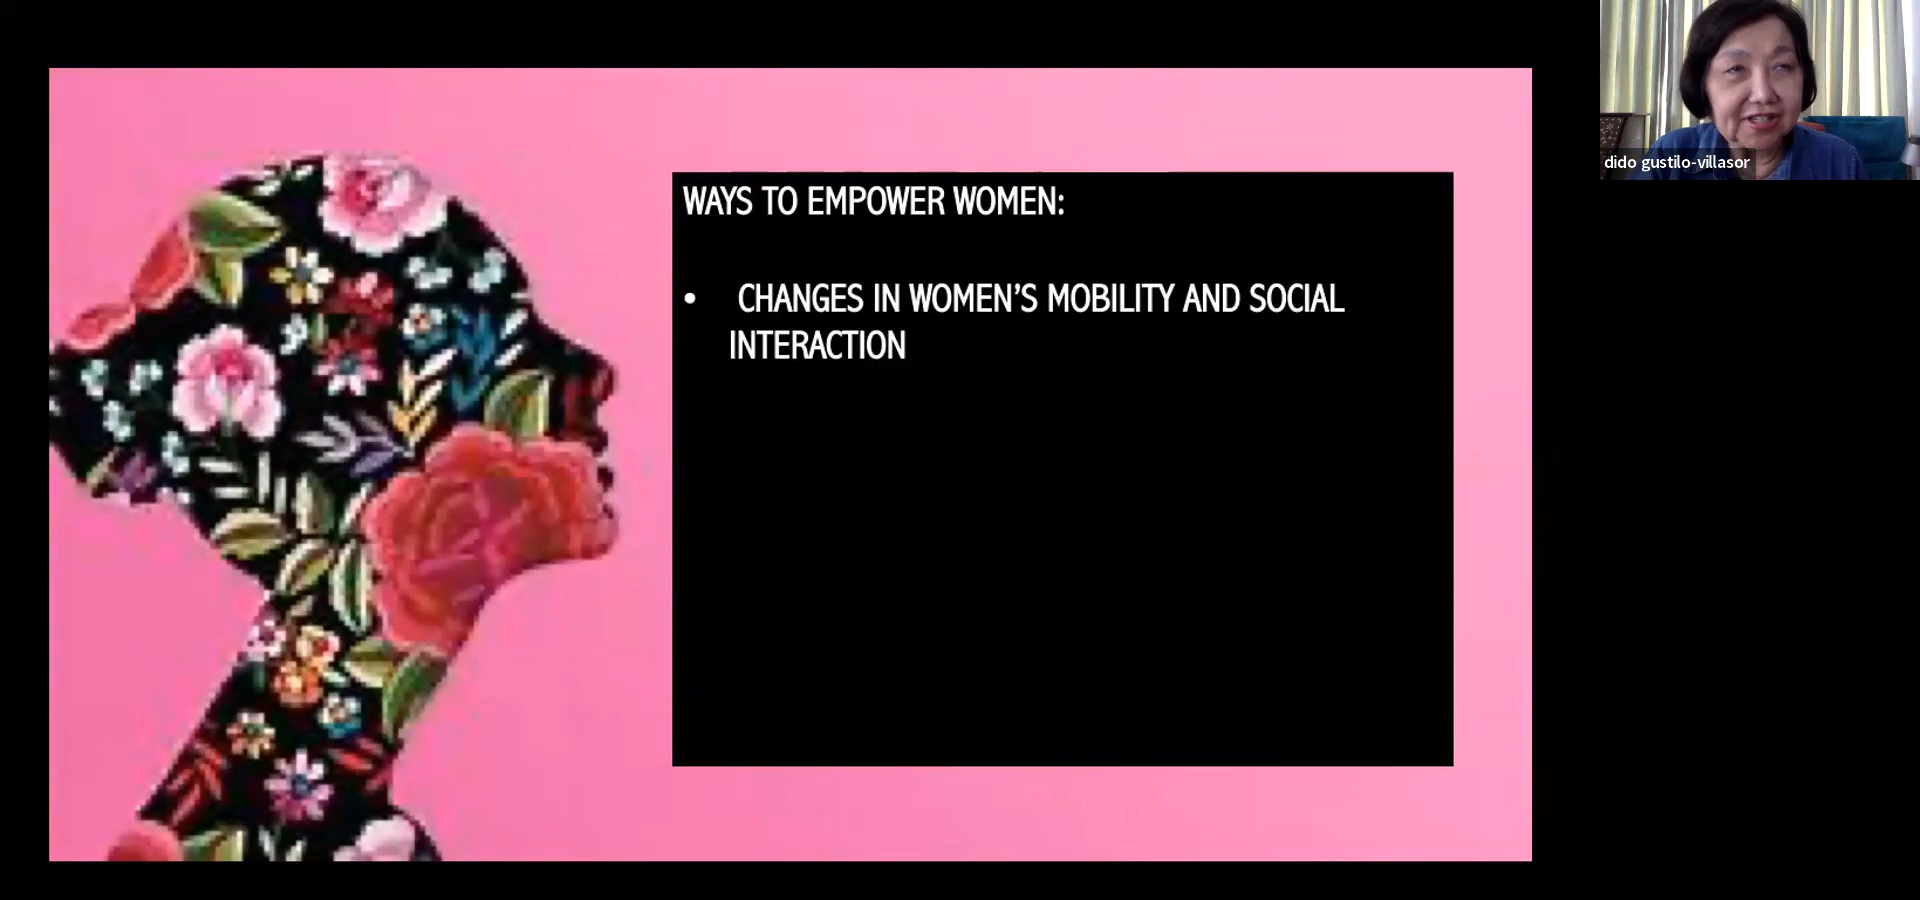 WAYS TO EMPOWER WOMEN:
• CHANGES IN WOMEN'S MOBILITY AND SOCIAL
INTERACTION
dido gustilo-villasor